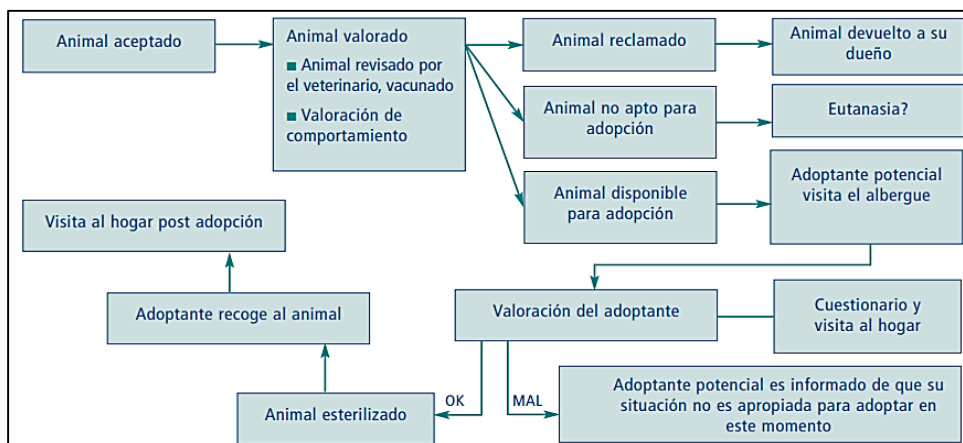 Animal aceptado
Animal valorado
Animal revisado por
el veterinario, vacunado
Valoración de
comportamiento
Animal reclamado
Animal devuelto a su
dueño
Animal no apto para
adopción
Eutanasia?
Animal disponible
para adopción
Adoptante potencial
visita el albergue
Valoración del adoptante
Cuestionario y
visita al hogar
OK
MAL
Adoptante potencial es informado de que su
situación no es apropiada para adoptar en
este momento
Animal esterilizado
Adoptante recoge al animal
Visita al hogar post adopción